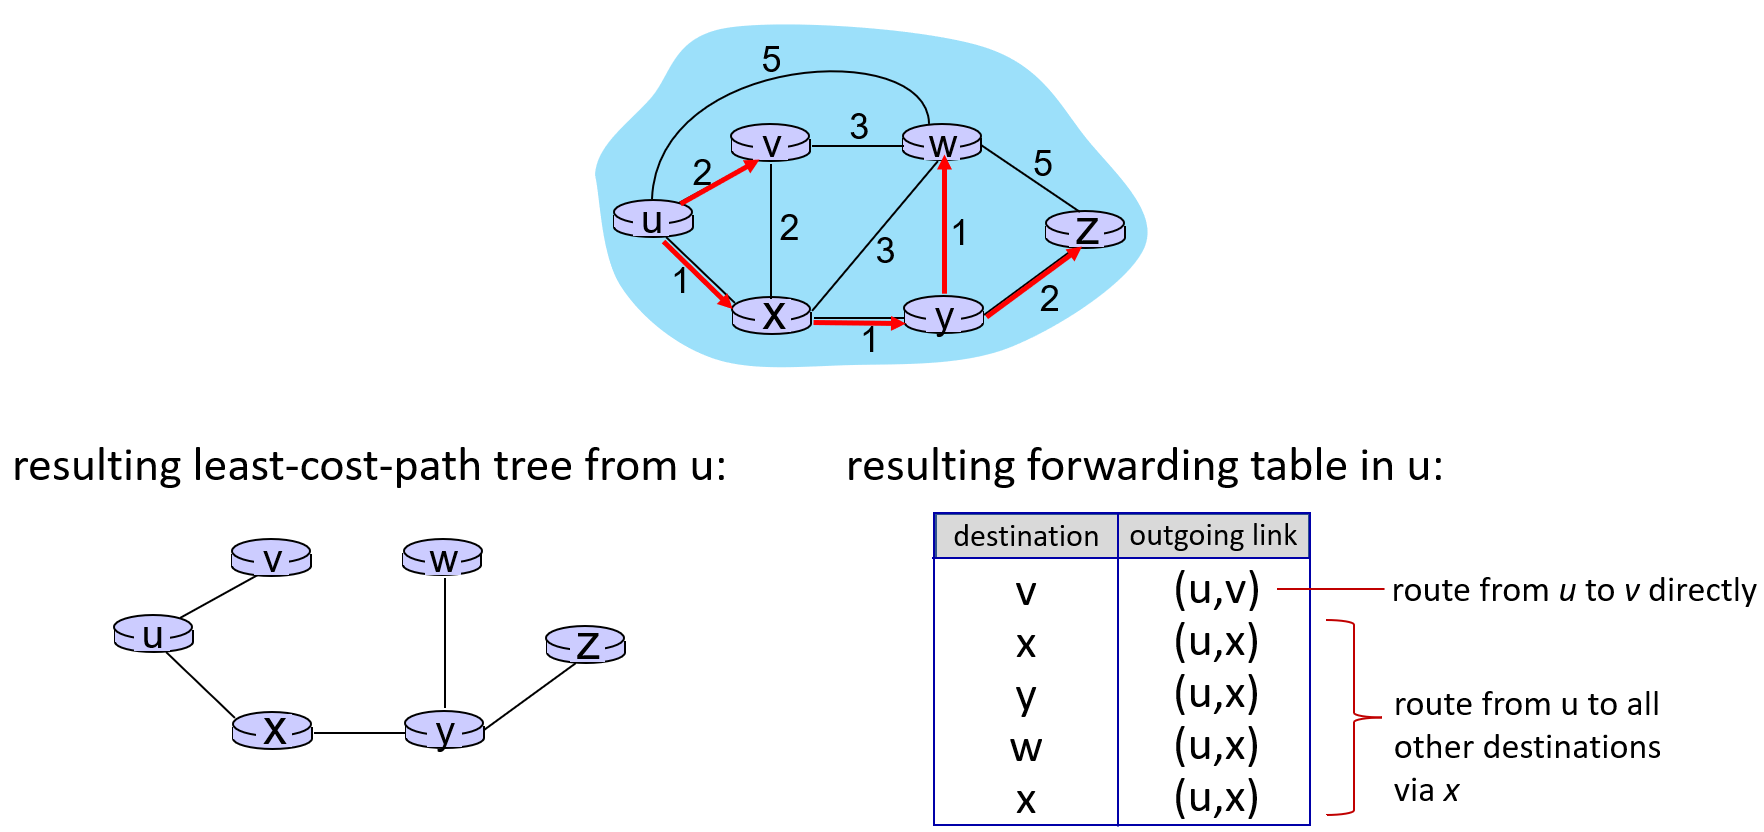 5
v
3
w
2
5
u
2
3
1
z
1
x
y
2
1
resulting least-cost-path tree from u:
v
w
u
z
x
y
resulting forwarding table in u:
destination outgoing link
v (u,v) route from u to v directly
x (u,x)
y (u,x)
w (u,x)
x (u,x)
route from u to all
other destinations
via x